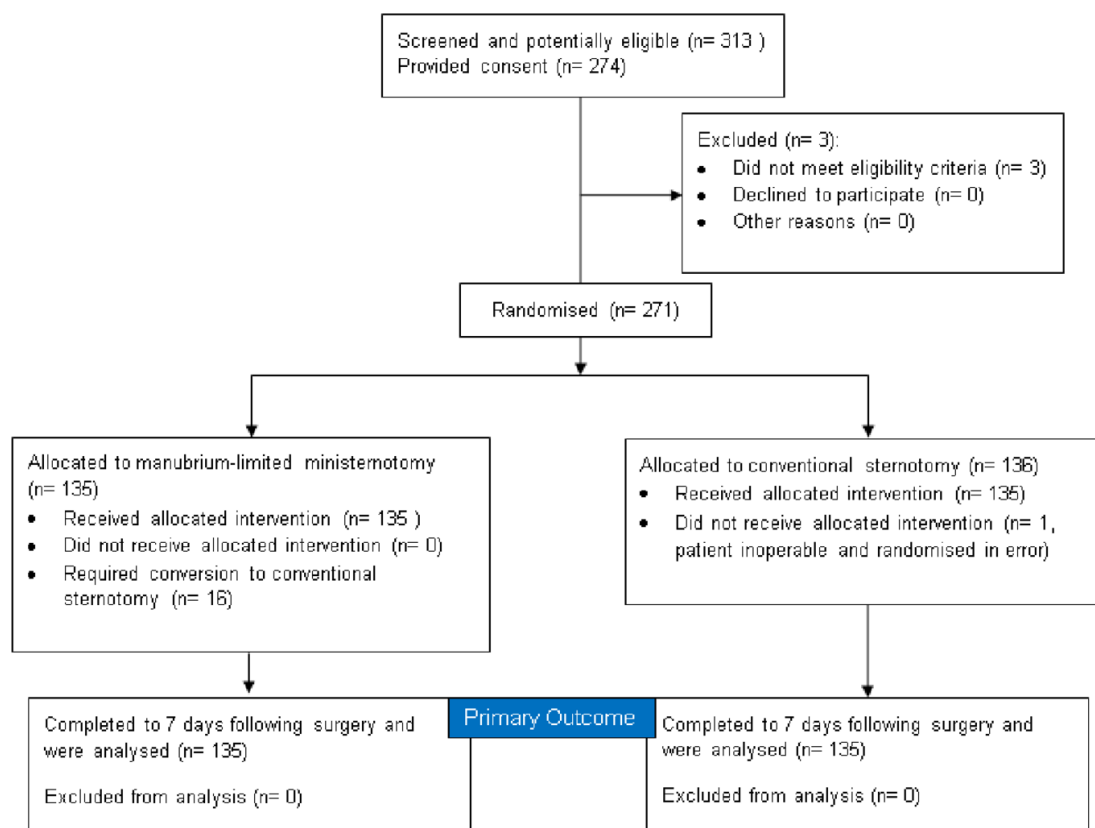 Screened and potentially eligible (n= 313 )
Provided consent (n= 274)
Excluded (n= 3):
• Did not meet eligibility criteria (n= 3)
• Declined to participate (n= 0)
• Other reasons (n= 0)
Randomised (n= 271)
Allocated to manubrium-limited ministernotomy
(n= 135)
• Received allocated intervention (n= 135 )
• Did not receive allocated intervention (n= 0)
• Required conversion to conventional
sternotomy (n= 16)
Allocated to conventional sternotomy (n= 136)
• Received allocated intervention (n= 135)
• Did not receive allocated intervention (n= 1,
patient inoperable and randomised in error)
Primary Outcome
Completed to 7 days following surgery and
were analysed (n= 135)
Excluded from analysis (n= 0)
Completed to 7 days following surgery and
were analysed (n= 135)
Excluded from analysis (n= 0)